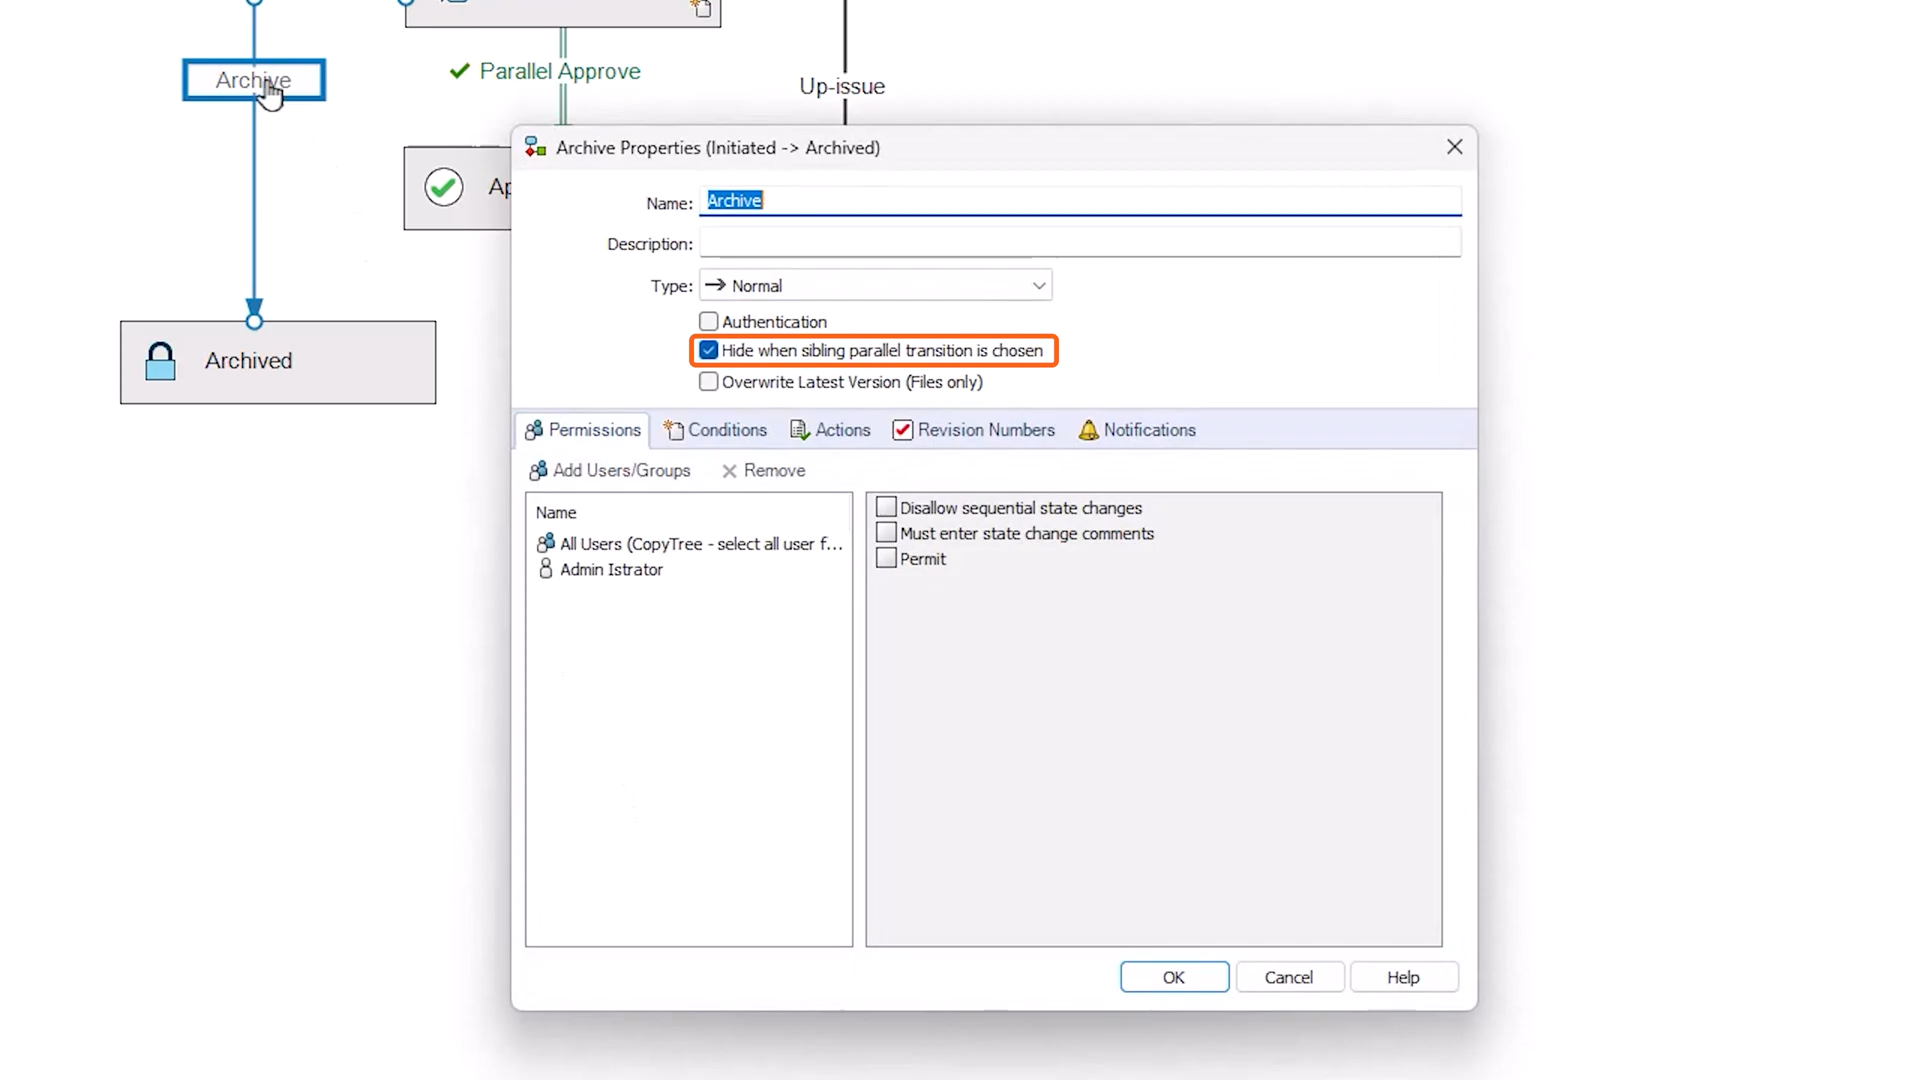 Archive
Parallel Approve
Up-issue
Archive Properties (Initiated -> Archived)
Ap
Name: Archive
Description:
Type: Normal
Authentication
Hide when sibling parallel transition is chosen
Overwrite Latest Version (Files only)
Archived
Permissions Conditions Actions Revision Numbers Notifications
Add Users/Groups Remove
Name
All Users (CopyTree - select all user f...
Admin Istrator
Disallow sequential state changes
Must enter state change comments
Permit
OK Cancel Help